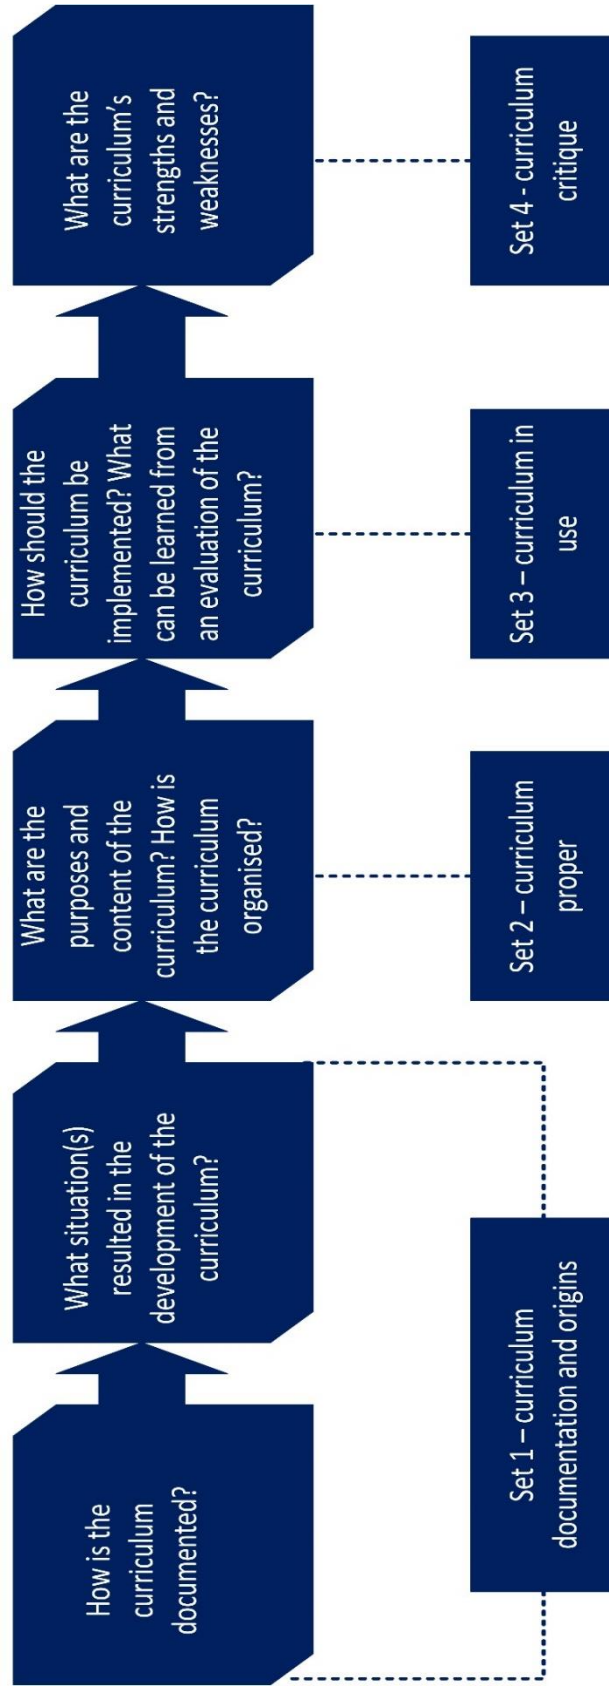 How is the
curriculum
documented?
What situation(s)
resulted in the
development of the
curriculum?
What are the
purposes and
content of the
curriculum? How is
the curriculum
organised?
How should the
curriculum be
implemented? What
can be learned from
an evaluation of the
curriculum?
What are the
curriculum's
strengths and
weaknesses?
Set 1 – curriculum
documentation and origins
Set 2 – curriculum
proper
Set 3 – curriculum in
use
Set 4 - curriculum
critique